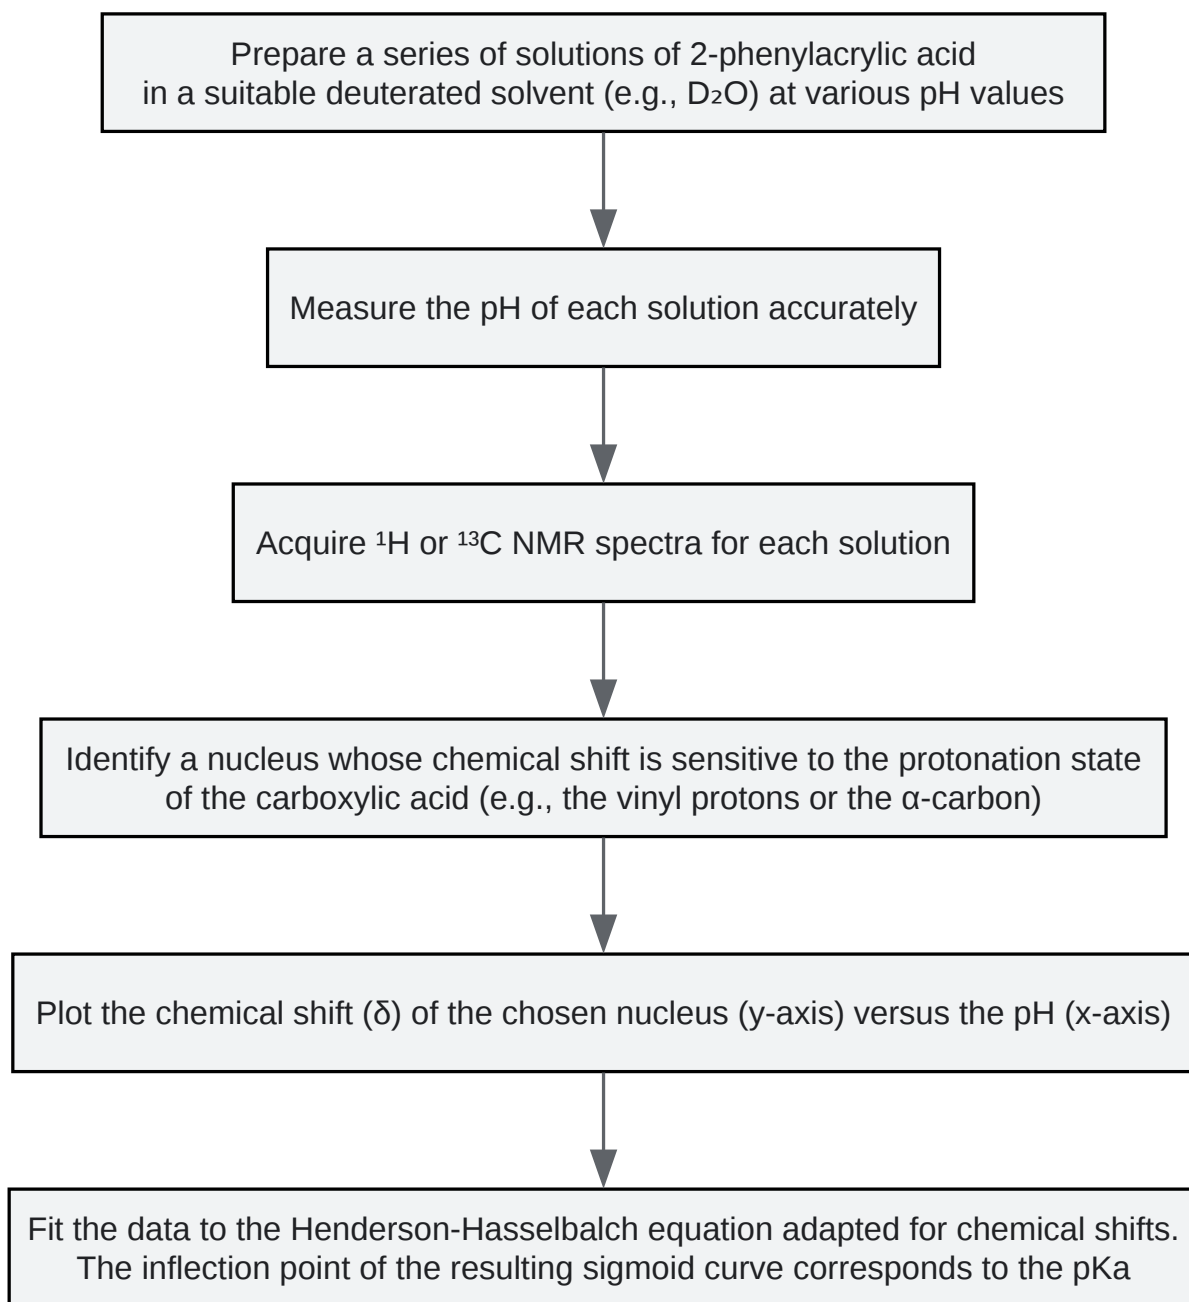 Prepare a series of solutions of 2-phenylacrylic acid
in a suitable deuterated solvent (e.g., D₂O) at various pH values
Measure the pH of each solution accurately
Acquire ¹H or ¹³C NMR spectra for each solution
Identify a nucleus whose chemical shift is sensitive to the protonation state
of the carboxylic acid (e.g., the vinyl protons or the α-carbon)
Plot the chemical shift (δ) of the chosen nucleus (y-axis) versus the pH (x-axis)
Fit the data to the Henderson-Hasselbalch equation adapted for chemical shifts.
The inflection point of the resulting sigmoid curve corresponds to the pKa